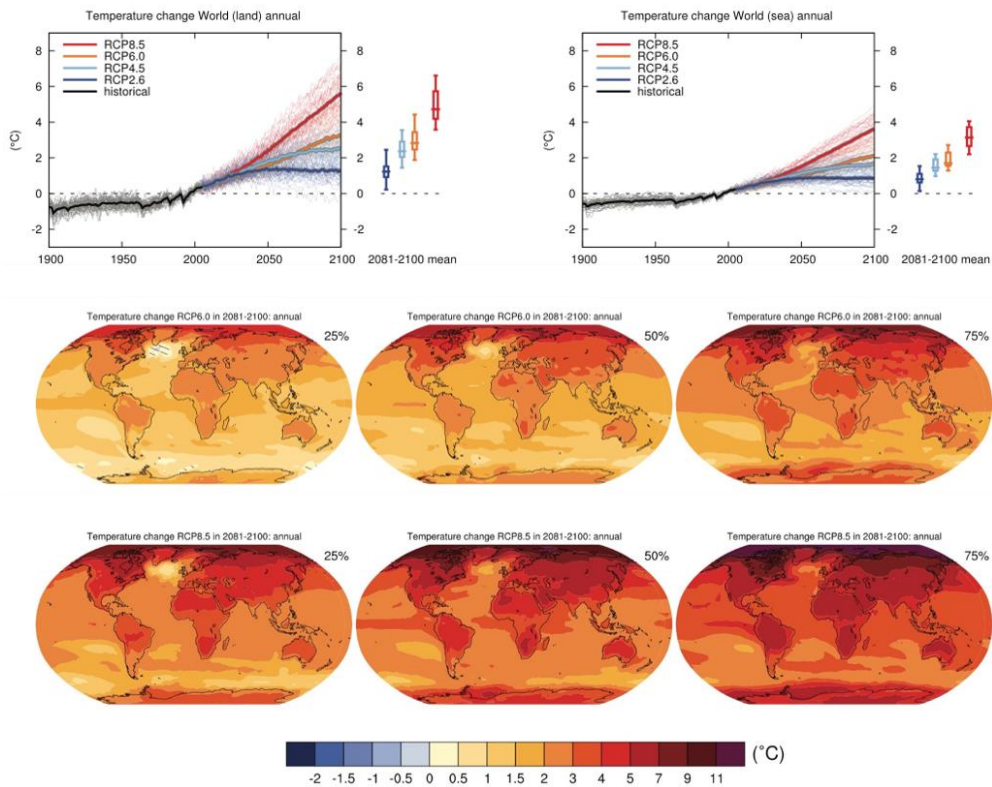 Temperature change World (land) annual
8
6
4
2
0
-2
(°C)
RCP8.5
RCP6.0
RCP4.5
RCP2.6
historical
8
6
4
2
0
-2
1900 1950 2000 2050 2100 2081-2100 mean
Temperature change World (sea) annual
8
6
4
2
0
-2
(°C)
RCP8.5
RCP6.0
RCP4.5
RCP2.6
historical
8
6
4
2
0
-2
1900 1950 2000 2050 2100 2081-2100 mean
Temperature change RCP6.0 in 2081-2100: annual
25%
Temperature change RCP6.0 in 2081-2100: annual
50%
Temperature change RCP6.0 in 2081-2100: annual
75%
Temperature change RCP8.5 in 2081-2100: annual
25%
Temperature change RCP8.5 in 2081-2100: annual
50%
Temperature change RCP8.5 in 2081-2100: annual
75%
(°C)
-2 -1.5 -1 -0.5 0 0.5 1 1.5 2 3 4 5 7 9 11